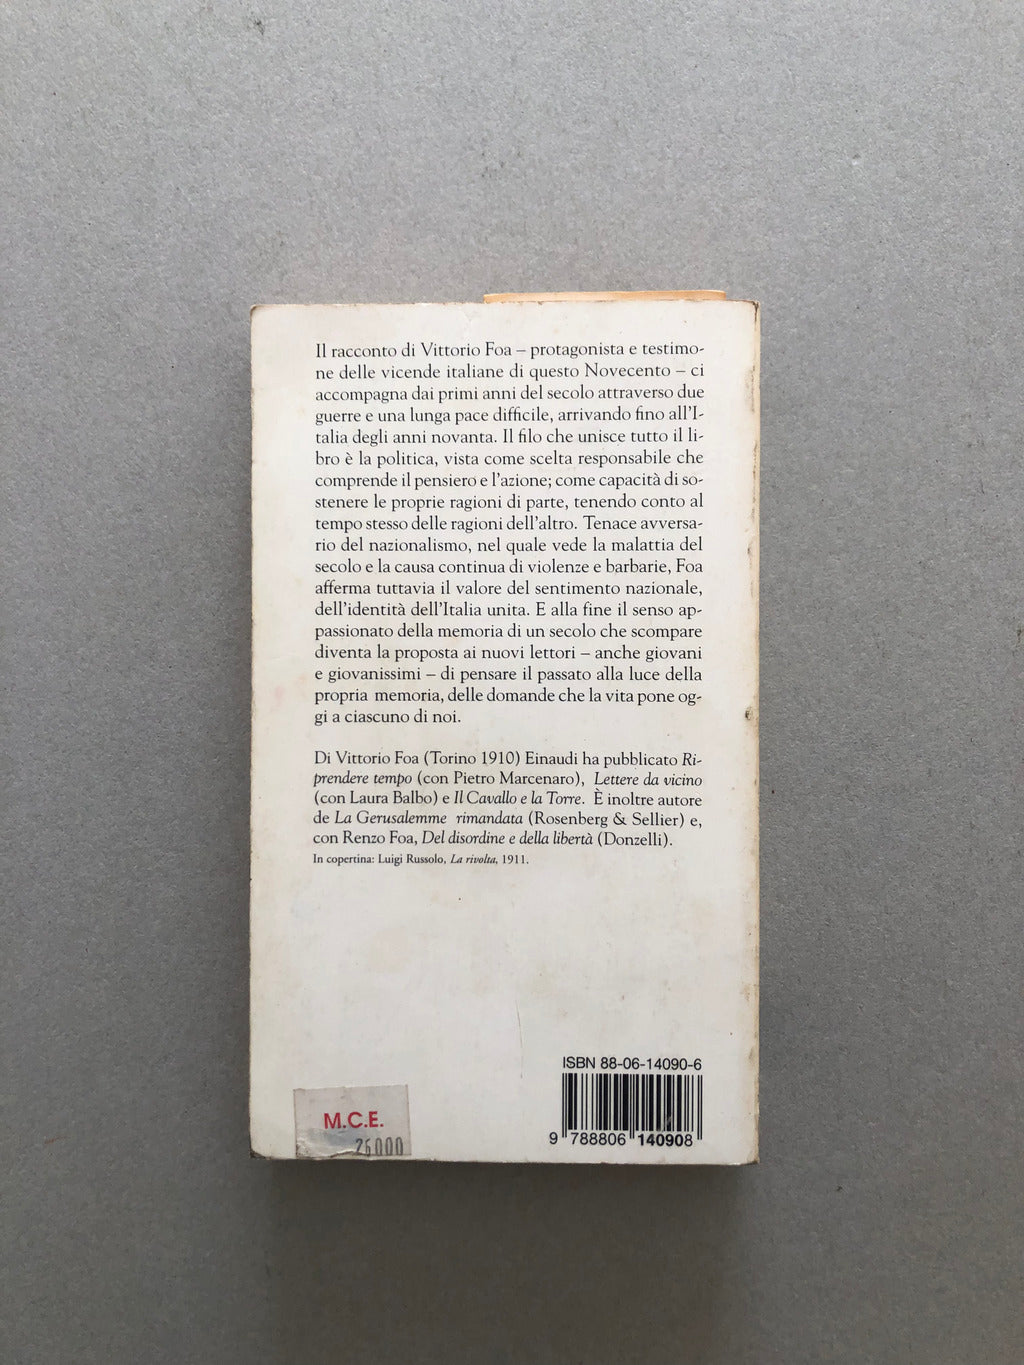 Il racconto di Vittorio Foa – protagonista e testimo-
ne delle vicende italiane di questo Novecento – ci
accompagna dai primi anni del secolo attraverso due
guerre e una lunga pace difficile, arrivando fino all'I-
talia degli anni novanta. Il filo che unisce tutto il li-
bro è la politica, vista come scelta responsabile che
comprende il pensiero e l'azione; come capacità di so-
stenere le proprie ragioni di parte, tenendo conto al
tempo stesso delle ragioni dell'altro. Tenace avversa-
rio del nazionalismo, nel quale vede la malattia del
secolo e la causa continua di violenze e barbarie, Foa
afferma tuttavia il valore del sentimento nazionale,
dell'identità dell'Italia unita. E alla fine il senso ap-
passionato della memoria di un secolo che scompare
diventa la proposta ai nuovi lettori – anche giovani
e giovanissimi – di pensare il passato alla luce della
propria memoria, delle domande che la vita pone og-
gi a ciascuno di noi.
Di Vittorio Foa (Torino 1910) Einaudi ha pubblicato Ri-
prendere tempo (con Pietro Marcenaro), Lettere da vicino
(con Laura Balbo) e Il Cavallo e la Torre. È inoltre autore
de La Gerusalemme rimandata (Rosenberg & Sellier) e,
con Renzo Foa, Del disordine e della libertà (Donzelli).
In copertina: Luigi Russolo, La rivolta, 1911.
ISBN 88-06-14090-6
9 788806 140908
M.C.E.
26000